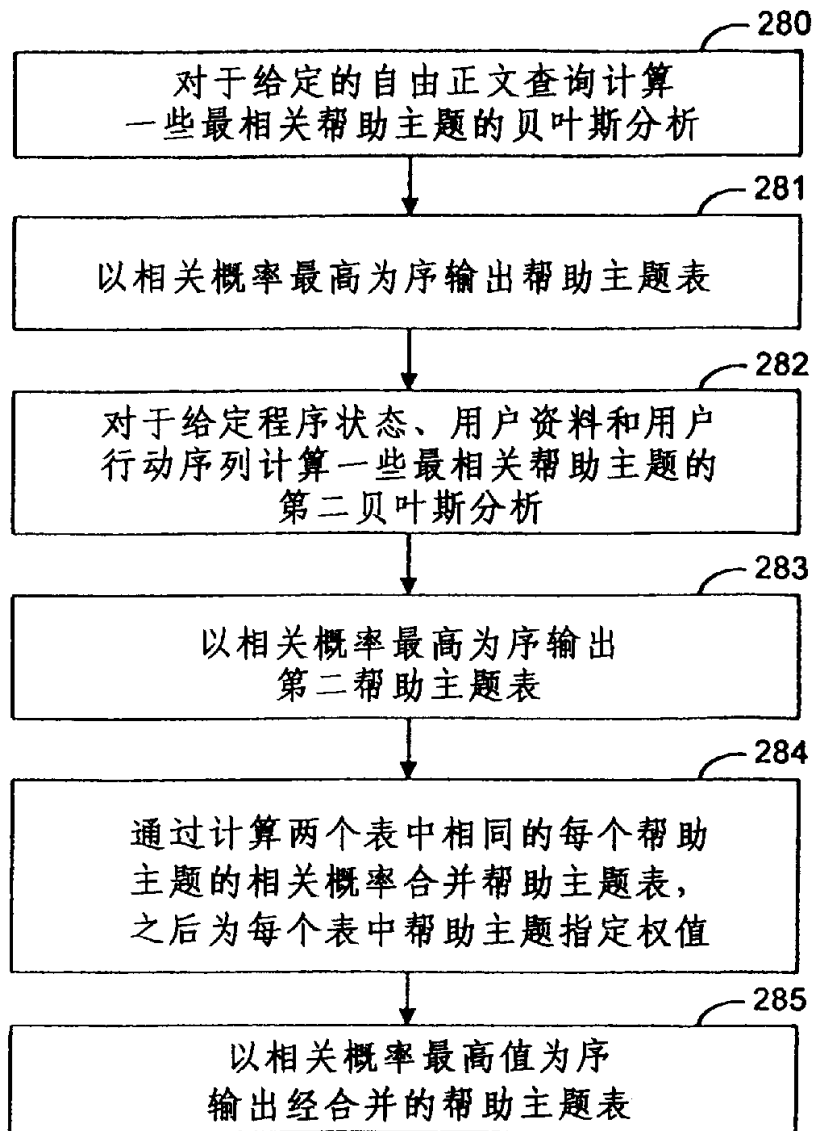 280
对于给定的自由正文查询计算
一些最相关帮助主题的贝叶斯分析
281
以相关概率最高为序输出帮助主题表
282
对于给定程序状态、用户资料和用户
行动序列计算一些最相关帮助主题的
第二贝叶斯分析
283
以相关概率最高为序输出
第二帮助主题表
284
通过计算两个表中相同的每个帮助
主题的相关概率合并帮助主题表，
之后为每个表中帮助主题指定权值
285
以相关概率最高值为序
输出经合并的帮助主题表